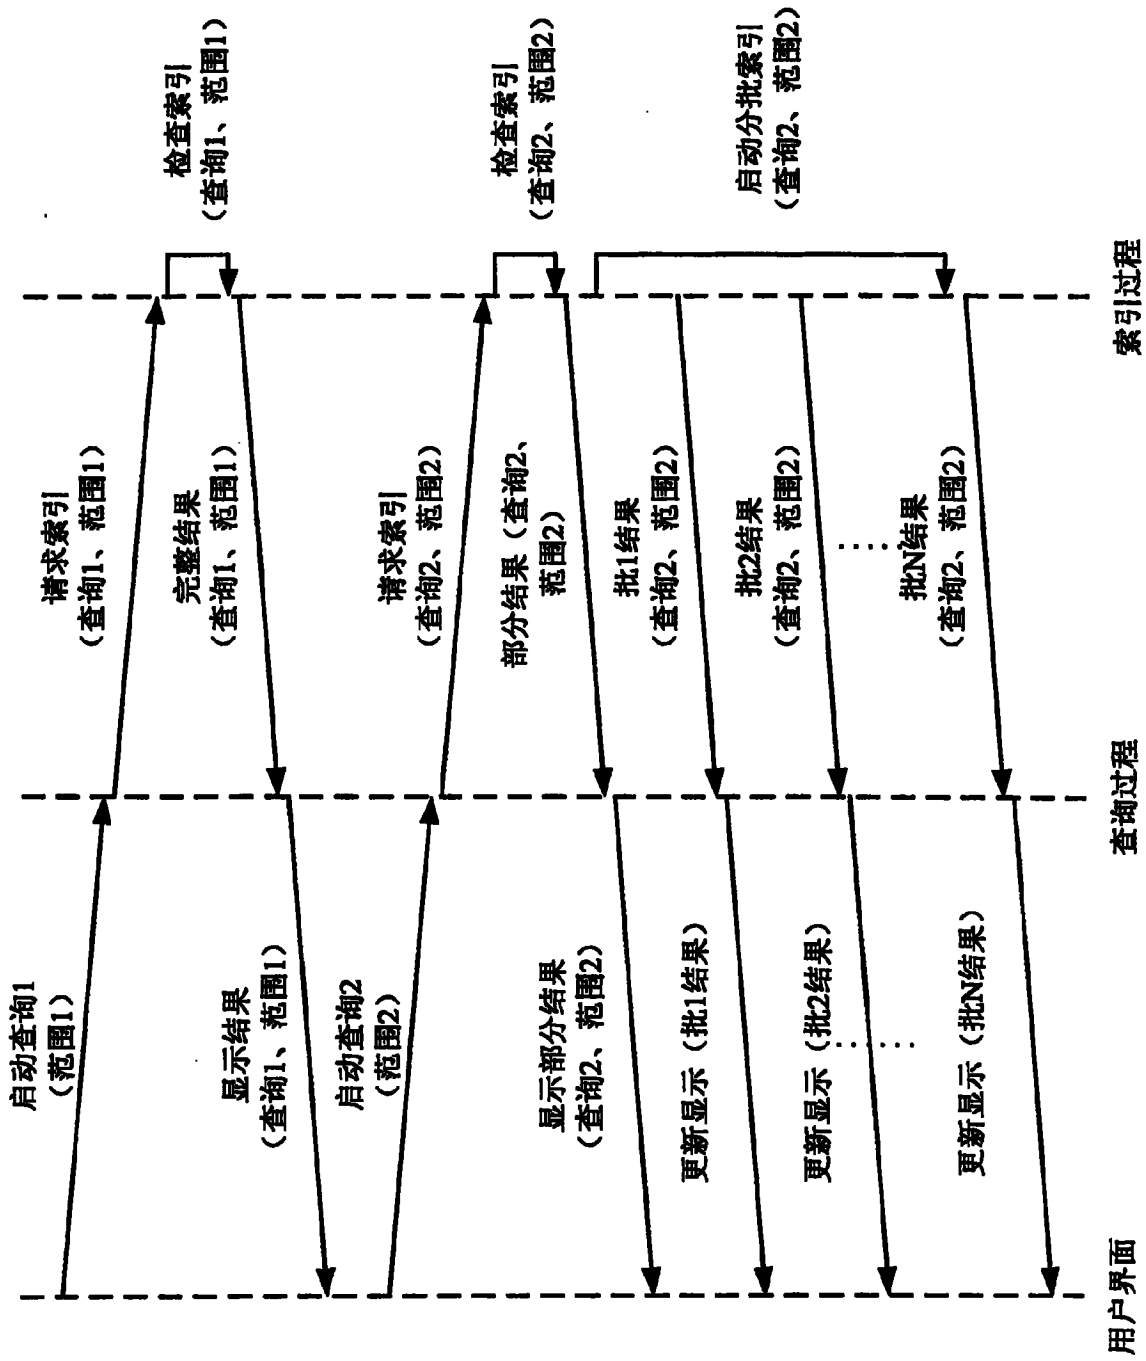 启动查询1
（范围1）
请求索引
（查询1、范围1）
检查索引
（查询1、范围1）
完整结果
（查询1、范围1）
显示结果
（查询1、范围1）
启动查询2
（范围2）
请求索引
（查询2、范围2）
检查索引
（查询2、范围2）
部分结果（查询2、
范围2）
显示部分结果
（查询2、范围2）
启动分批索引
（查询2、范围2）
批1结果
（查询2、范围2）
更新显示（批1结果）
批2结果
（查询2、范围2）
更新显示（批2结果）
······
······
批N结果
（查询2、范围2）
更新显示（批N结果）
用户界面
查询过程
索引过程